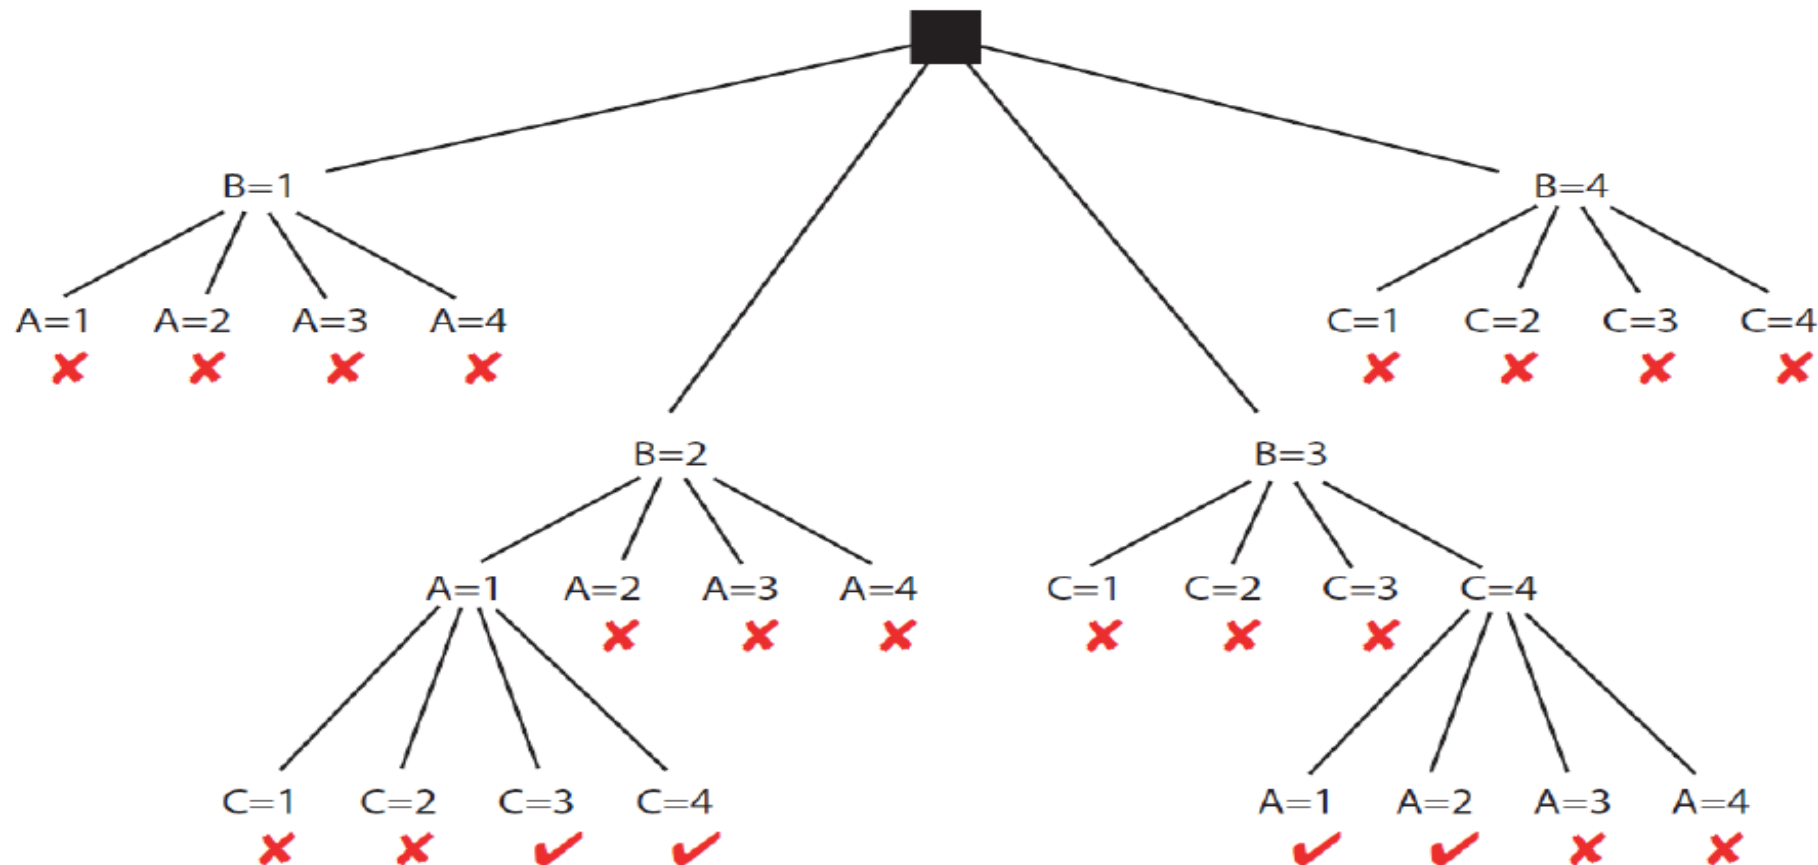 B=1 B=4
A=1 A=2 A=3 A=4 C=1 C=2 C=3 C=4
✘ ✘ ✘ ✘ ✘ ✘ ✘ ✘
B=2 B=3
A=1 A=2 A=3 A=4 C=1 C=2 C=3 C=4
✘ ✘ ✘ ✘ ✘ ✘
C=1 C=2 C=3 C=4 A=1 A=2 A=3 A=4
✘ ✘ ✔ ✔ ✔ ✔ ✘ ✘